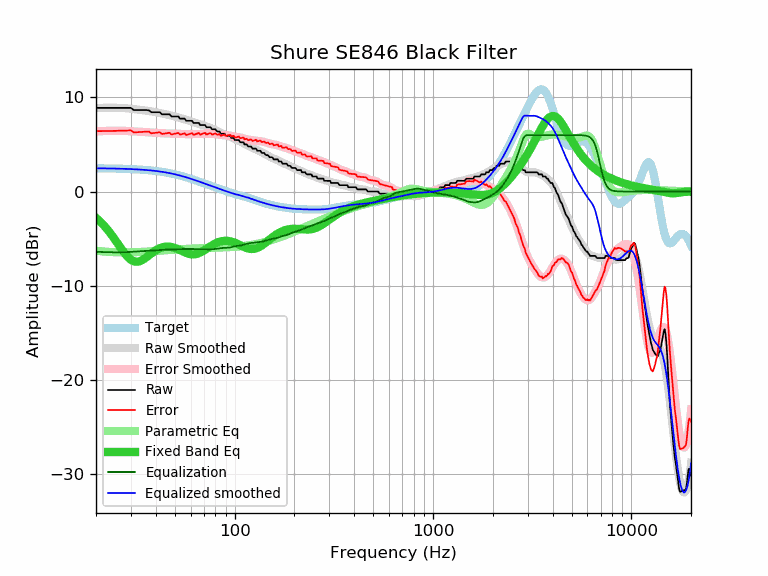 Shure SE846 Black Filter
10
0
−10
−20
−30
Amplitude (dBr)
Target
Raw Smoothed
Error Smoothed
Raw
Error
Parametric Eq
Fixed Band Eq
Equalization
Equalized smoothed
100
1000
10000
Frequency (Hz)